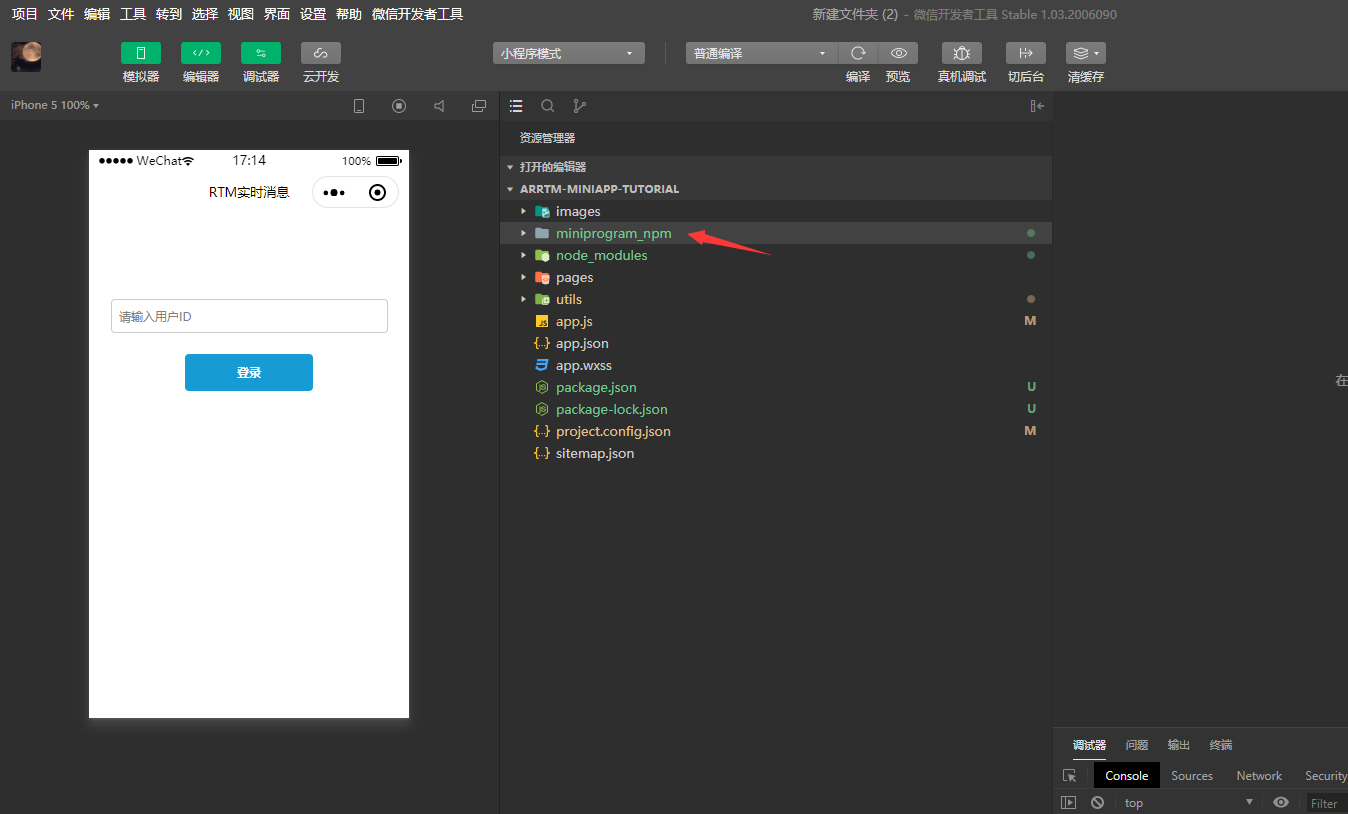 项目 文件 编辑 工具 转到 选择 视图 界面 设置 帮助 微信开发者工具 新建文件夹 (2) - 微信开发者工具 Stable 1.03.2006090
小程序模式 普通编译
模拟器 编辑器 调试器 云开发 编译 预览 真机调试 切后台 清缓存
iPhone 5 100%
资源管理器
打开的编辑器
ARRTM-MINIAPP-TUTORIAL
images
miniprogram_npm
node_modules
pages
utils
JS app.js M
{..} app.json
app.wxss
JS package.json U
JS package-lock.json U
{..} project.config.json M
{..} sitemap.json
WeChat 17:14 100%
RTM实时消息
请输入用户ID
登录
在
调试器 问题 输出 终端
Console Sources Network Security
top Filter